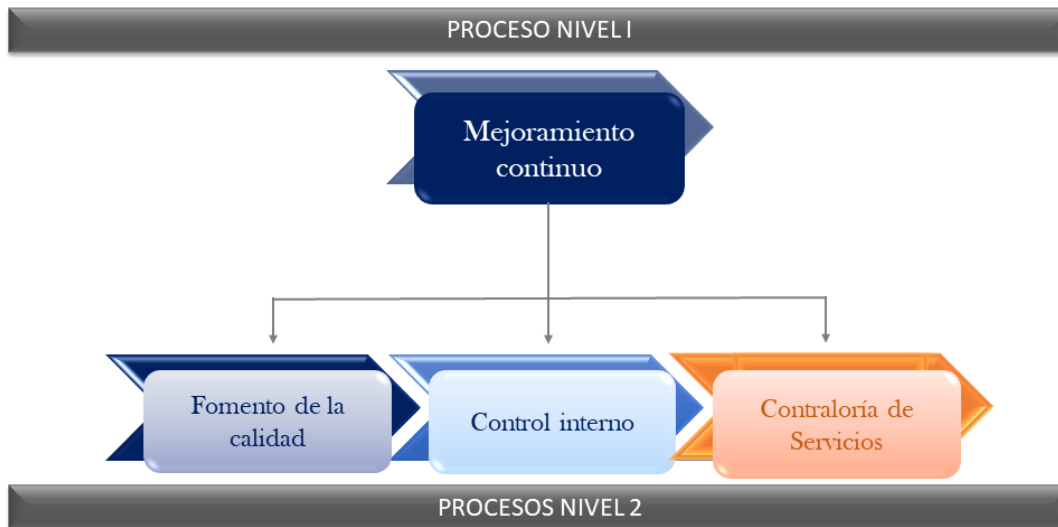 PROCESO NIVEL I
Mejoramiento
continuo
Fomento de la
calidad
Control interno
Contraloría de
Servicios
PROCESOS NIVEL 2